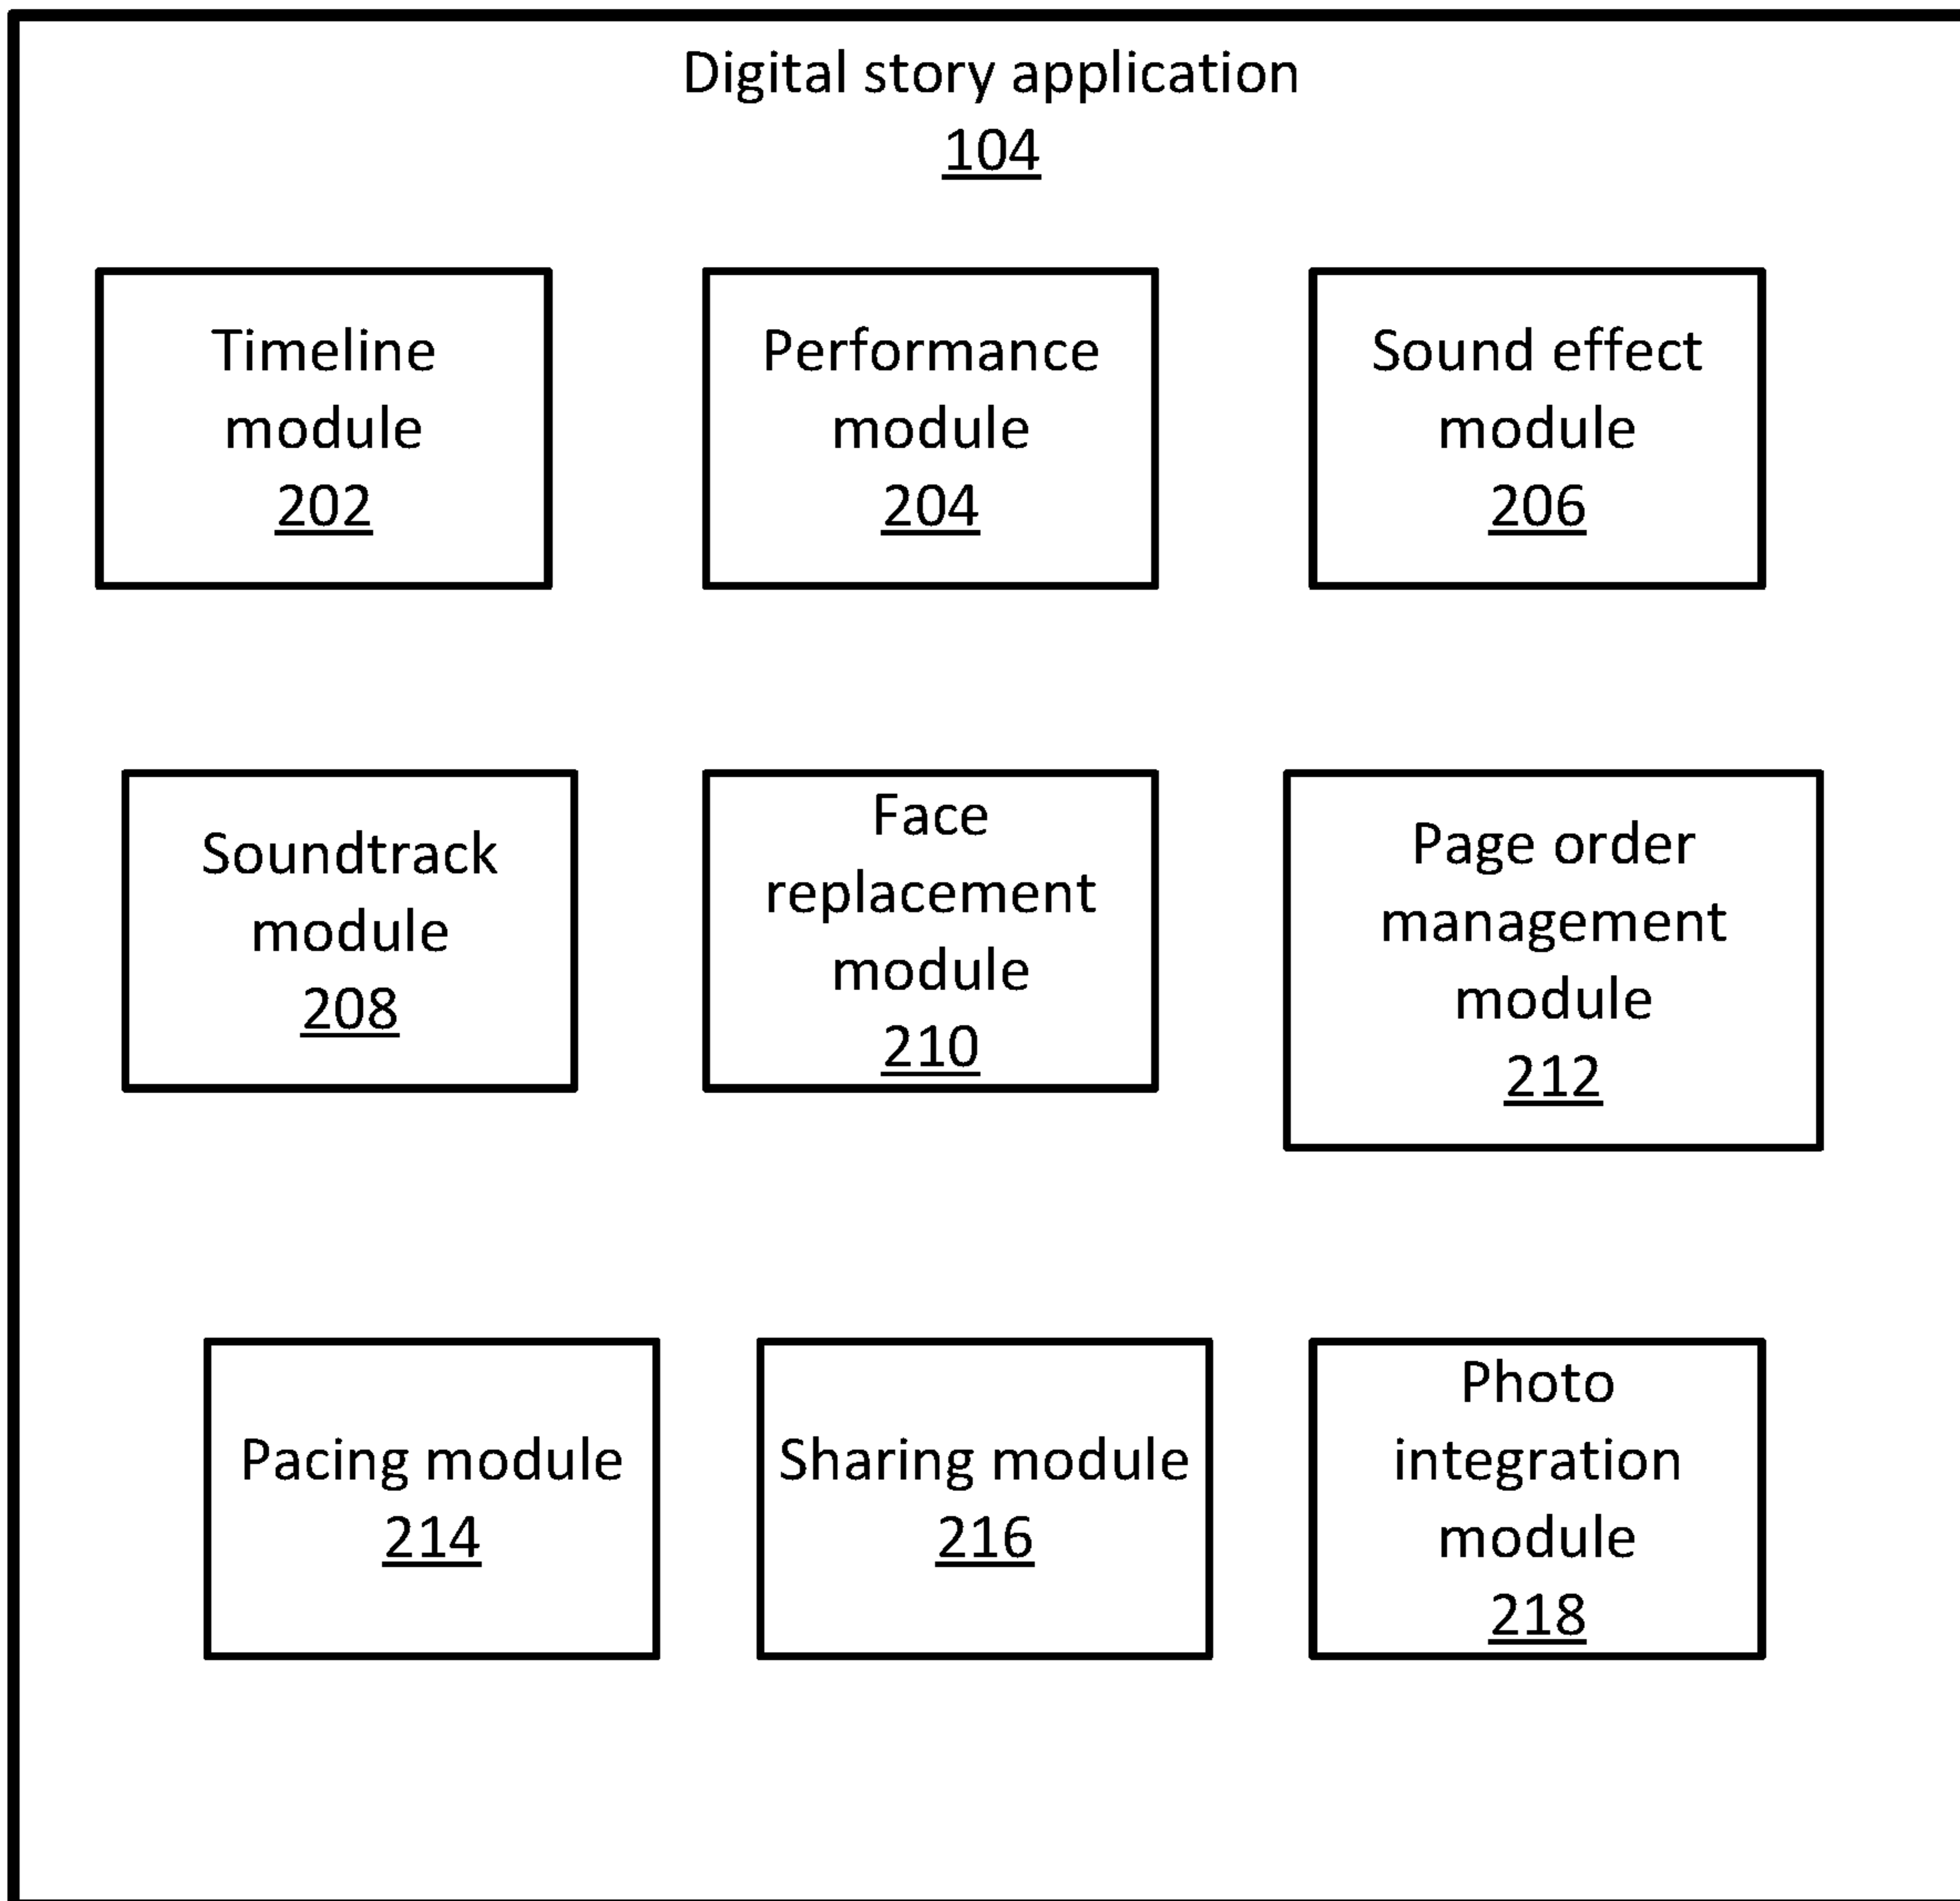 Digital story application
104
Timeline
module
202
Performance
module
204
Sound effect
module
206
Soundtrack
module
208
Face
replacement
module
210
Page order
management
module
212
Pacing module
214
Sharing module
216
Photo
integration
module
218